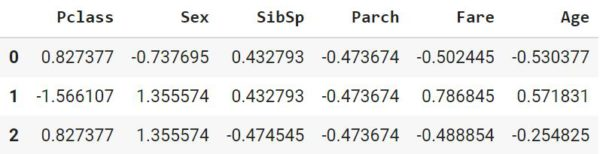 Pclass Sex SibSp Parch Fare Age
0 0.827377 -0.737695 0.432793 -0.473674 -0.502445 -0.530377
1 -1.566107 1.355574 0.432793 -0.473674 0.786845 0.571831
2 0.827377 1.355574 -0.474545 -0.473674 -0.488854 -0.254825